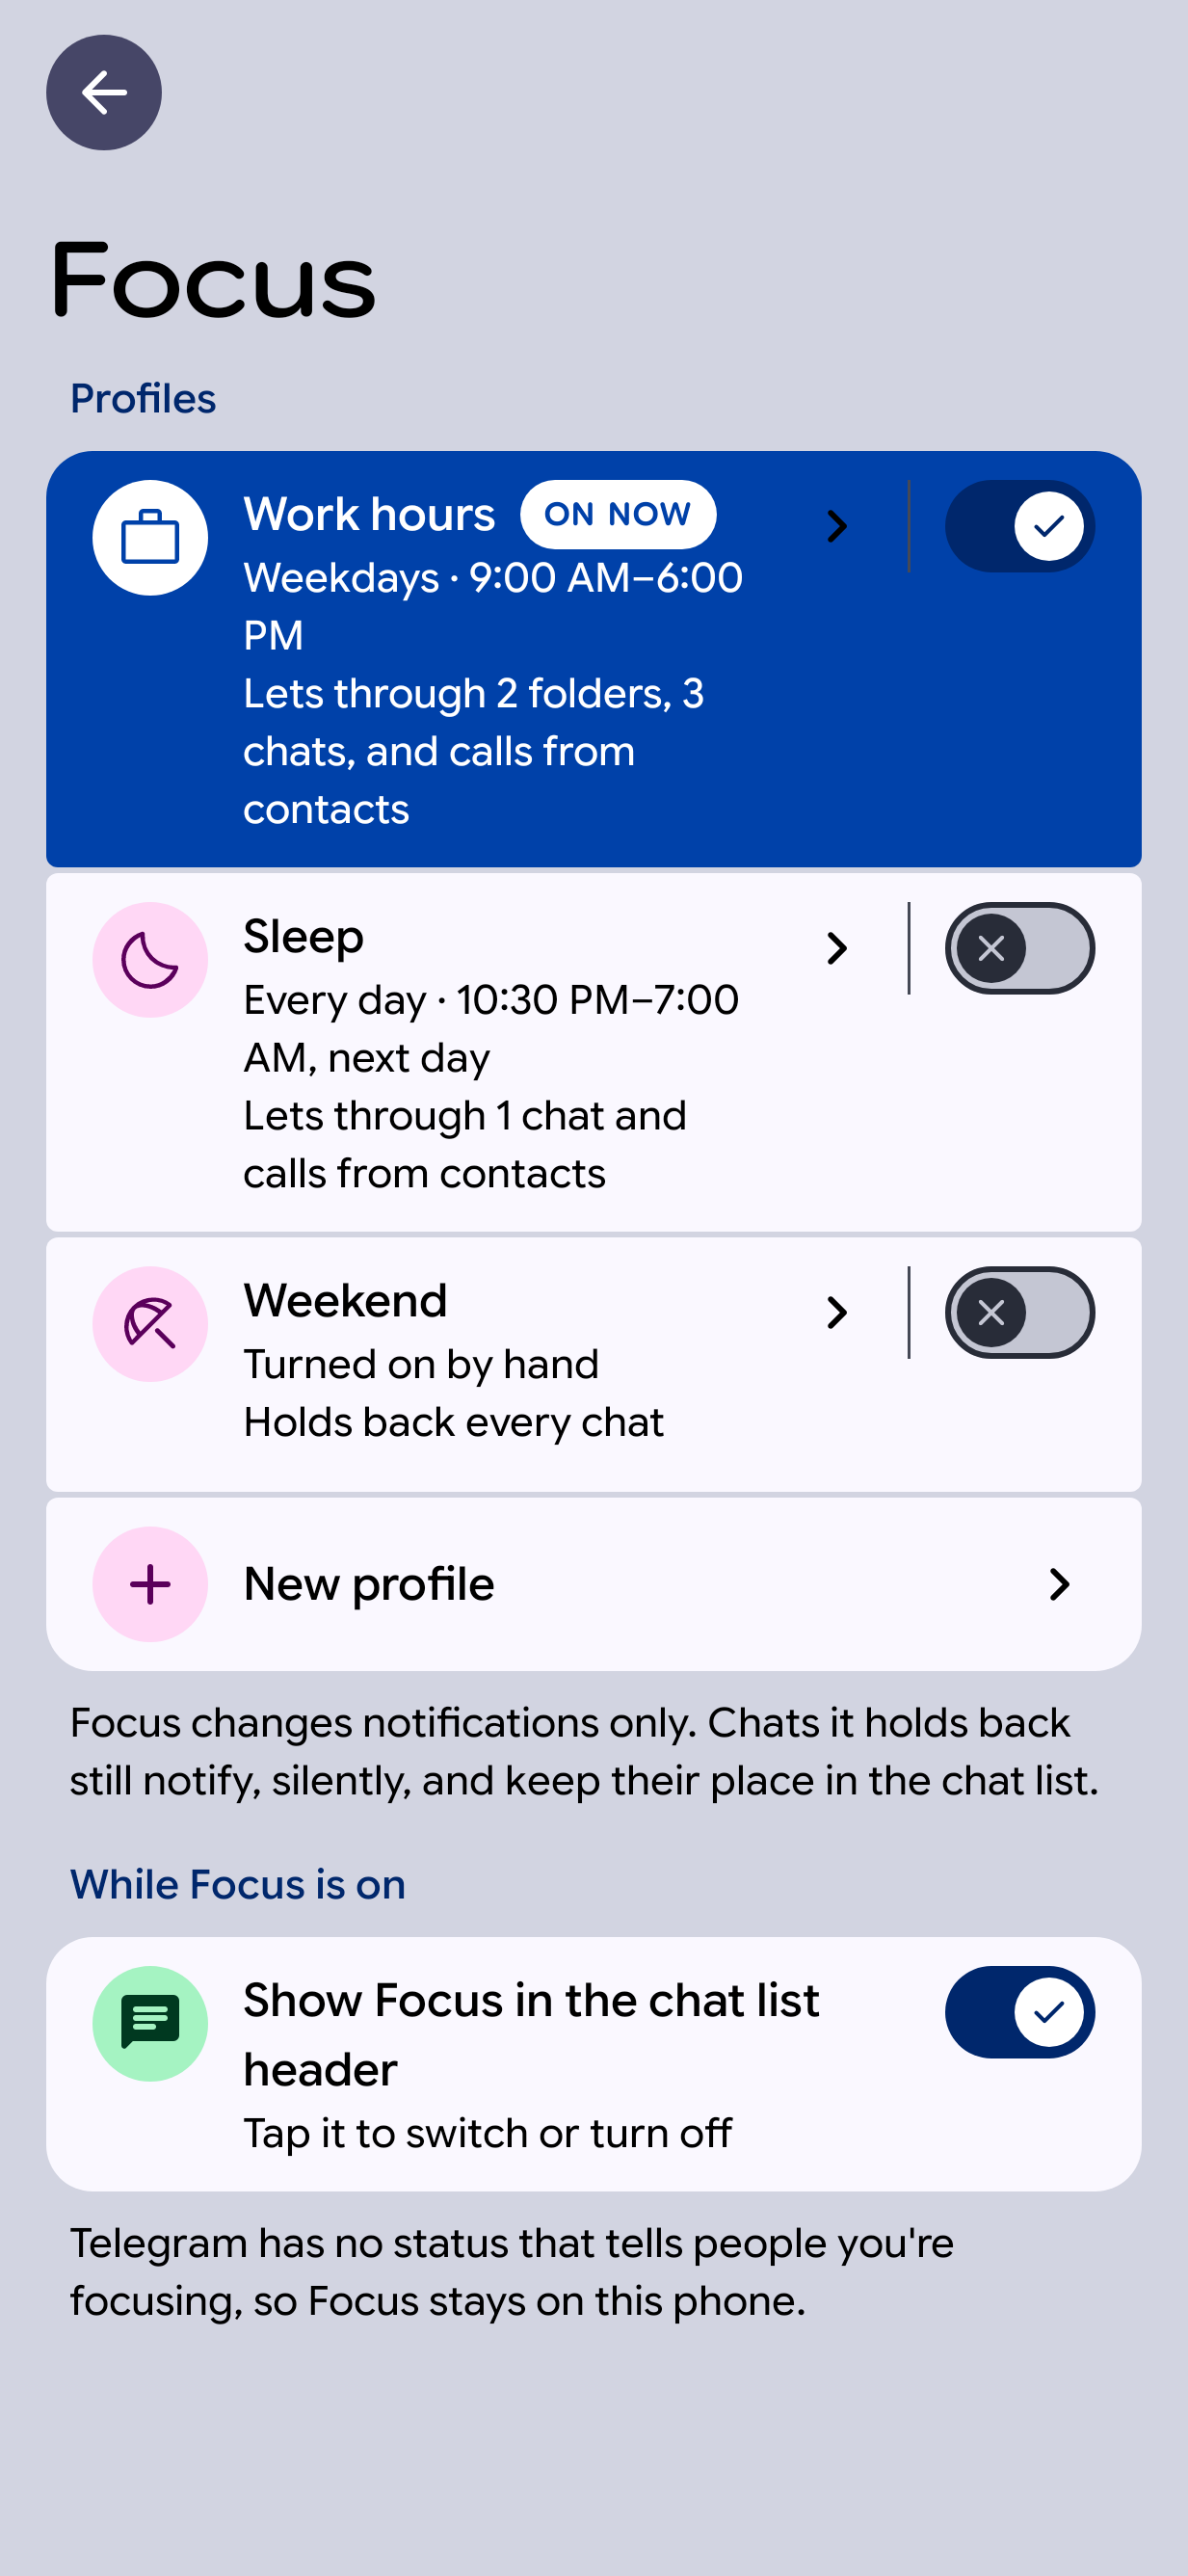 Focus
Profiles
Work hours ON NOW
Weekdays · 9:00 AM–6:00
PM
Lets through 2 folders, 3
chats, and calls from
contacts
Sleep
Every day · 10:30 PM–7:00
AM, next day
Lets through 1 chat and
calls from contacts
Weekend
Turned on by hand
Holds back every chat
New profile
Focus changes notifications only. Chats it holds back
still notify, silently, and keep their place in the chat list.
While Focus is on
Show Focus in the chat list
header
Tap it to switch or turn off
Telegram has no status that tells people you're
focusing, so Focus stays on this phone.